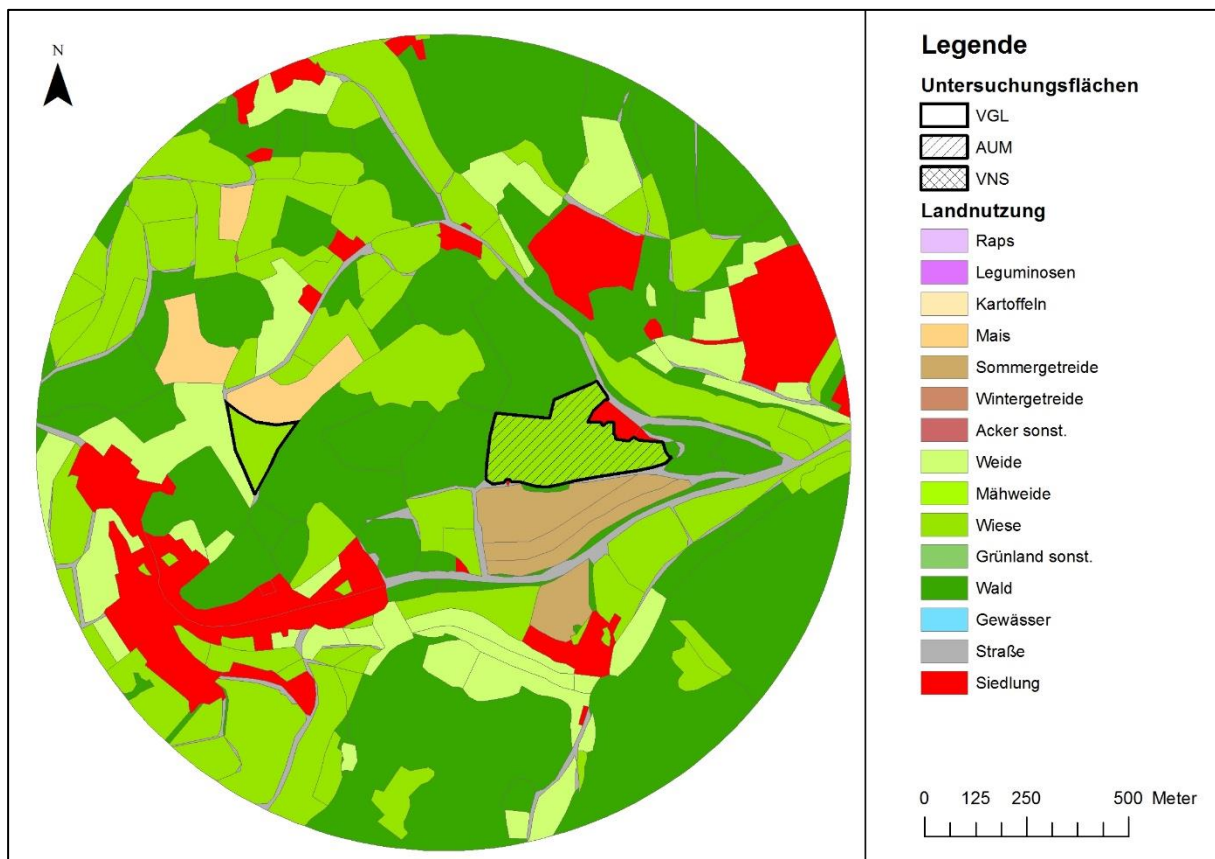 N
Legende
Untersuchungsflächen
VGL
AUM
VNS
Landnutzung
Raps
Leguminosen
Kartoffeln
Mais
Sommergetreide
Wintergetreide
Acker sonst.
Weide
Mähweide
Wiese
Grünland sonst.
Wald
Gewässer
Straße
Siedlung
0 125 250 500 Meter